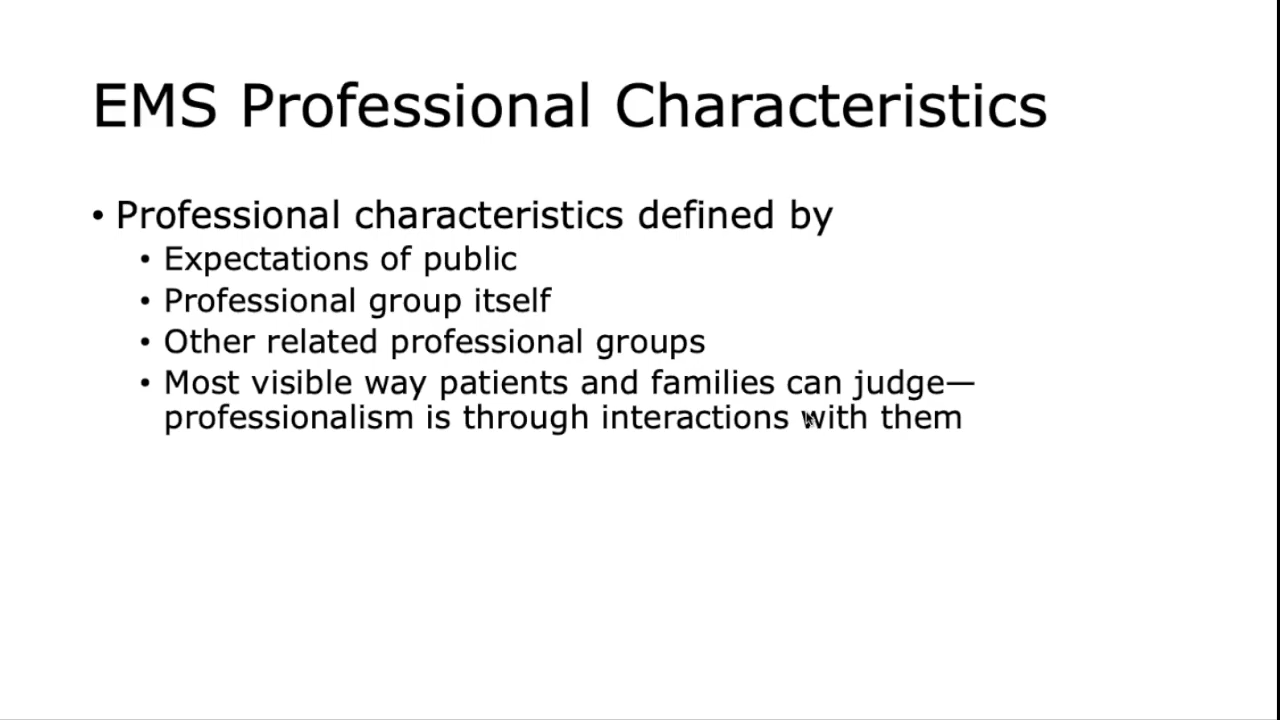 EMS Professional Characteristics
• Professional characteristics defined by
• Expectations of public
• Professional group itself
• Other related professional groups
• Most visible way patients and families can judge—
professionalism is through interactions with them